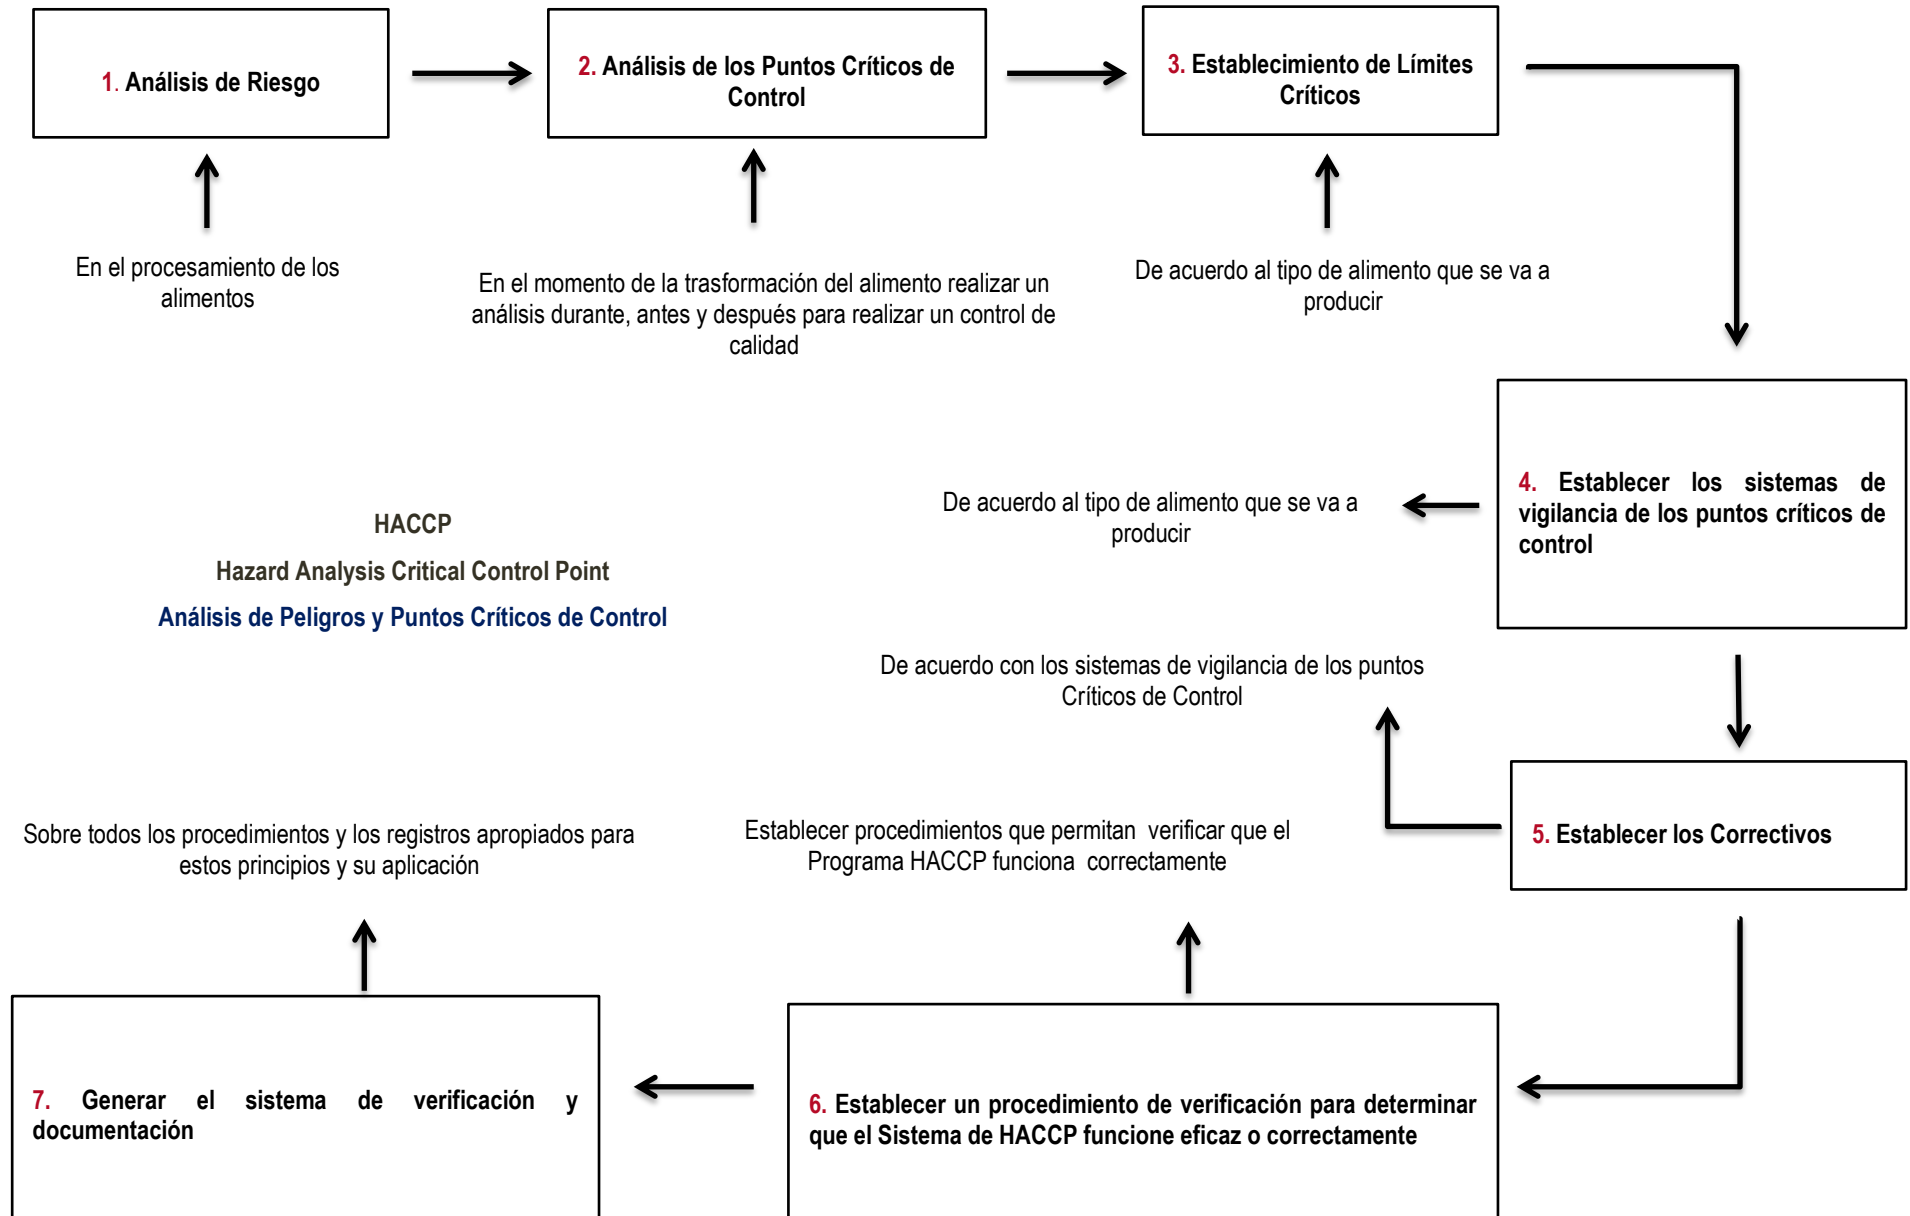 1. Análisis de Riesgo
2. Análisis de los Puntos Críticos de
Control
3. Establecimiento de Límites
Críticos
En el procesamiento de los
alimentos
En el momento de la trasformación del alimento realizar un
análisis durante, antes y después para realizar un control de
calidad
De acuerdo al tipo de alimento que se va a
producir
4. Establecer los sistemas de
vigilancia de los puntos críticos de
control
De acuerdo al tipo de alimento que se va a
producir
HACCP
Hazard Analysis Critical Control Point
Análisis de Peligros y Puntos Críticos de Control
De acuerdo con los sistemas de vigilancia de los puntos
Críticos de Control
5. Establecer los Correctivos
Sobre todos los procedimientos y los registros apropiados para
estos principios y su aplicación
Establecer procedimientos que permitan verificar que el
Programa HACCP funciona correctamente
7. Generar el sistema de verificación y
documentación
6. Establecer un procedimiento de verificación para determinar
que el Sistema de HACCP funcione eficaz o correctamente